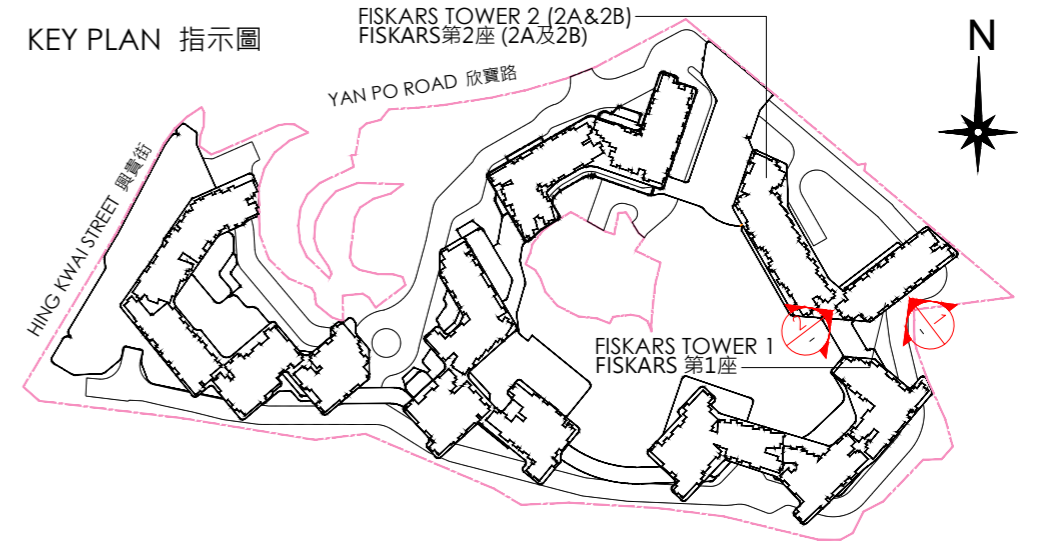 KEY PLAN 指示圖
FISKARS TOWER 2 (2A&2B)
FISKARS第2座 (2A及2B)
N
YAN PO ROAD 欣寶路
HING KWAI STREET 興貴街
2
-
1
-
FISKARS TOWER 1
FISKARS 第1座